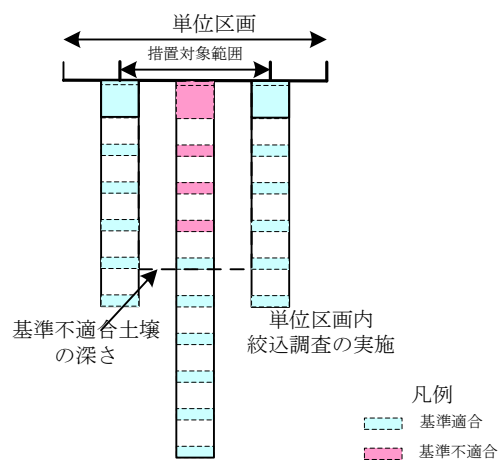 単位区画
措置対象範囲
基準不適合土壌
の深さ
単位区画内
絞込調査の実施
凡例
基準適合
基準不適合